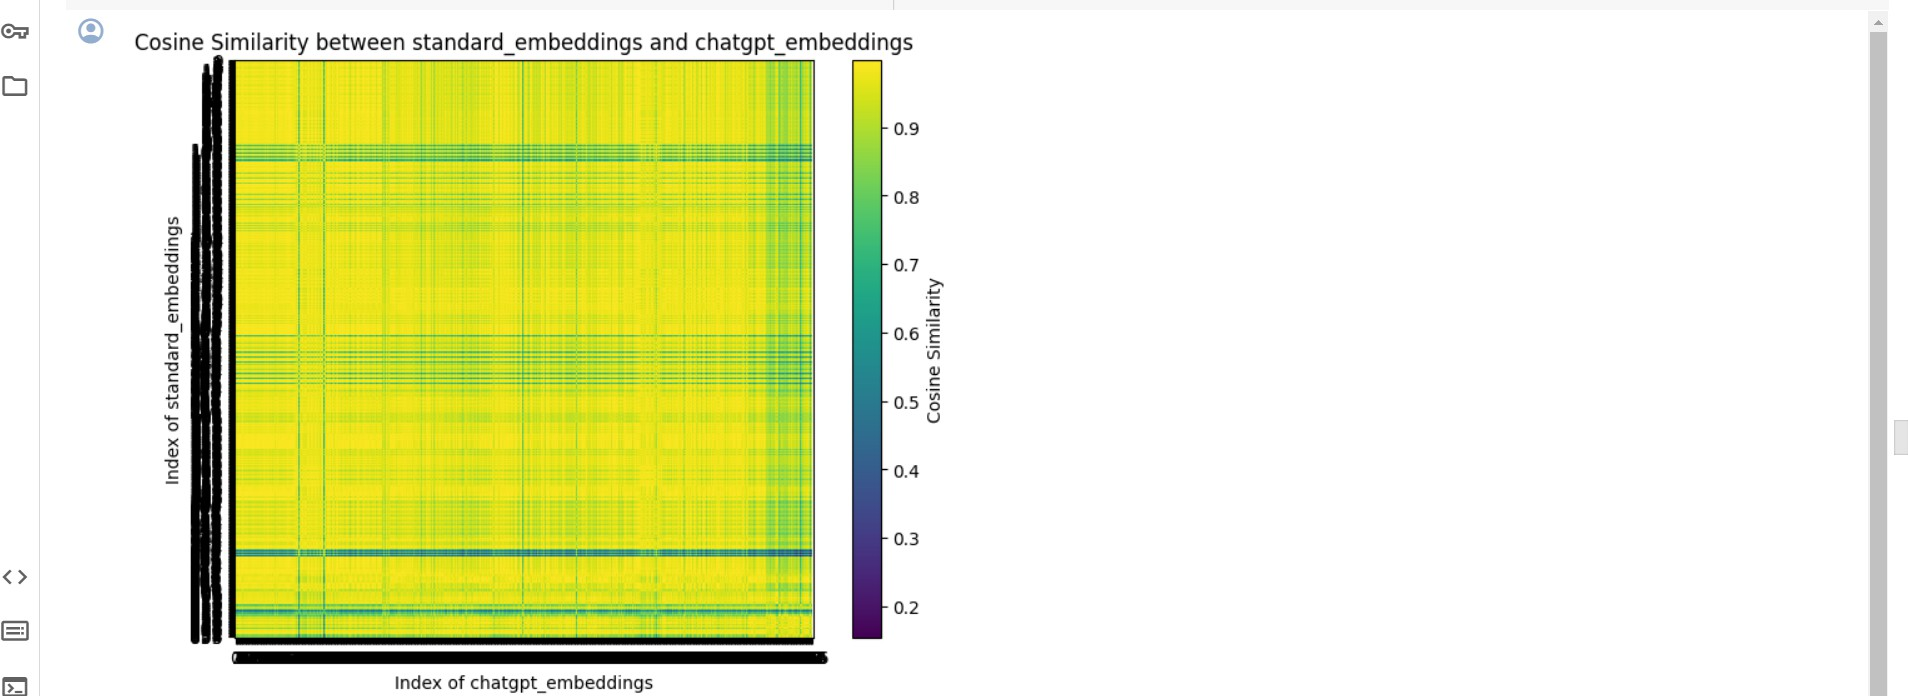 Cosine Similarity between standard_embeddings and chatgpt_embeddings
Index of standard_embeddings
0.9
0.8
0.7
0.6
0.5
0.4
0.3
0.2
Cosine Similarity
Index of chatgpt_embeddings